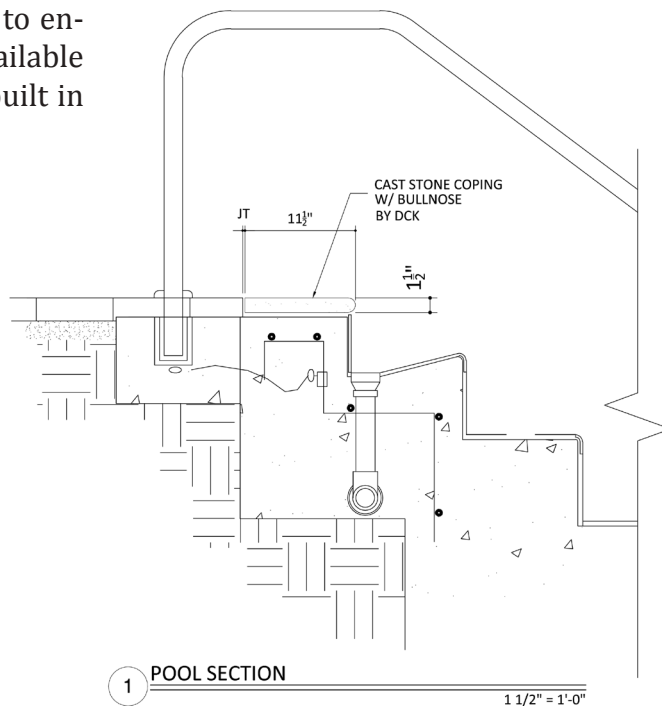 to en-
ailable
built in
CAST STONE COPING
W/ BULLNOSE
BY DCK
JT
11½"
1½"
1
POOL SECTION
1 1/2" = 1'-0"